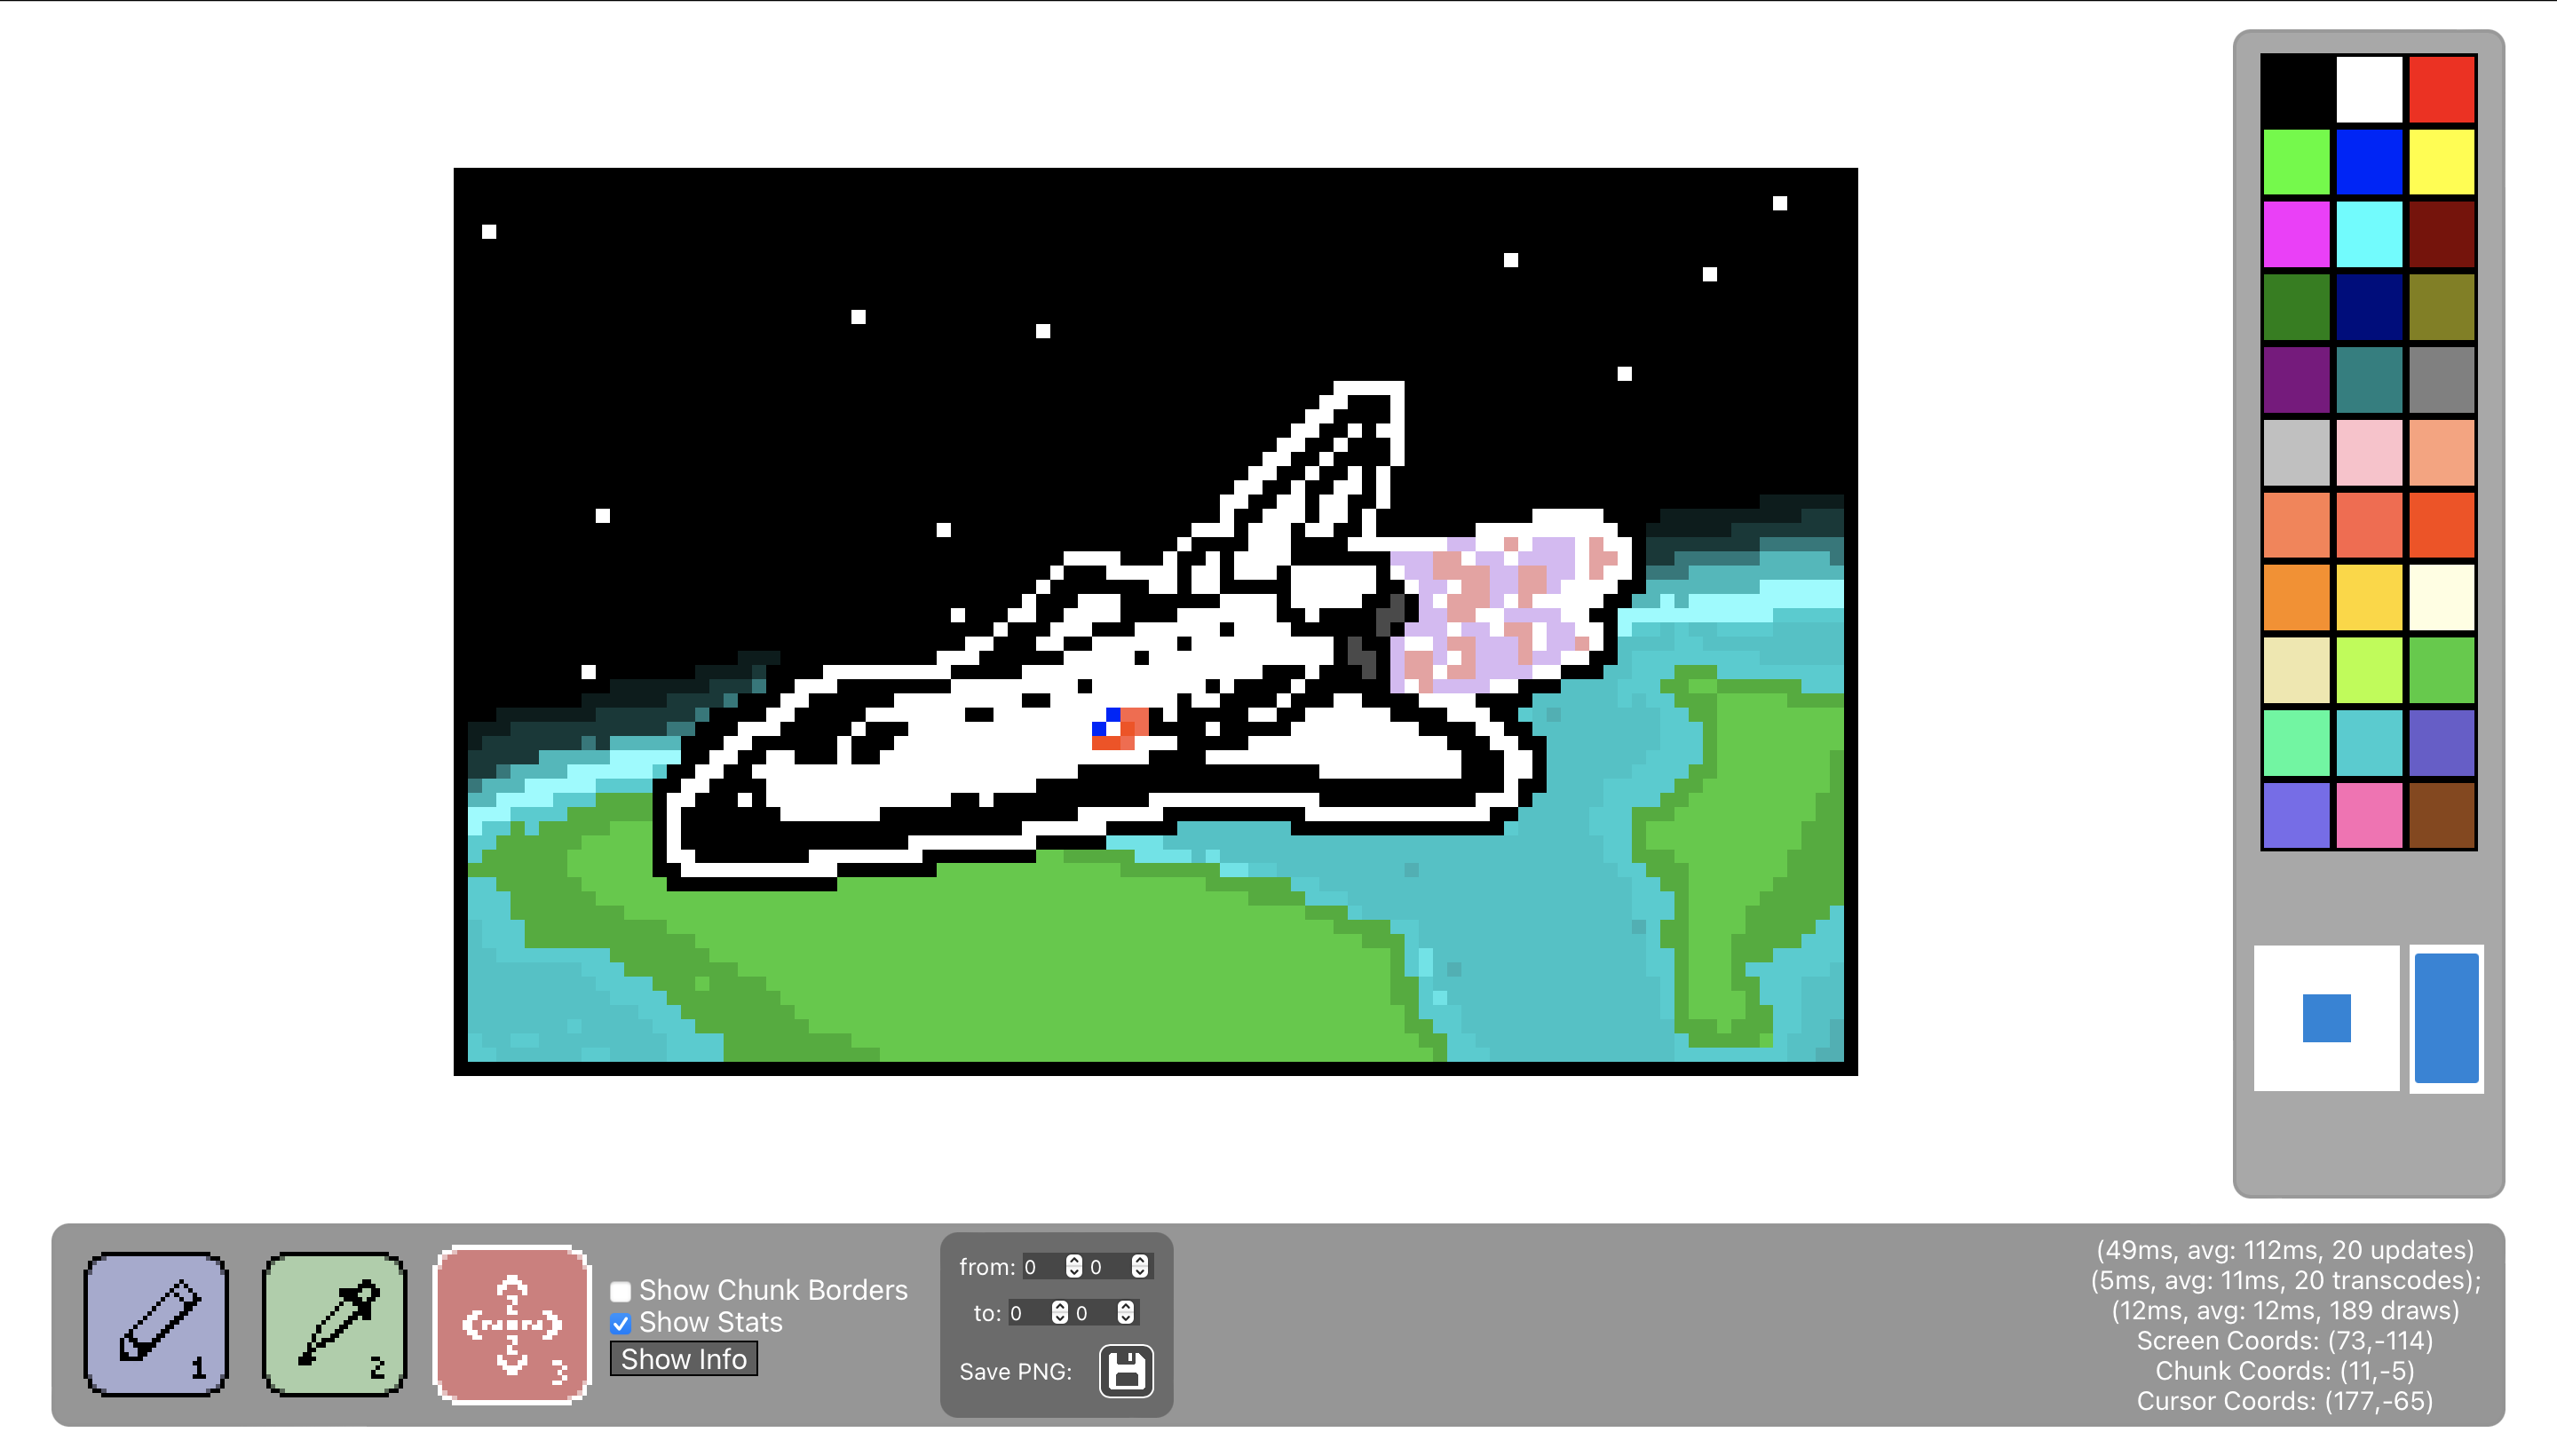 1
2
3
Show Chunk Borders
Show Stats
Show Info
from: 0 0
to: 0 0
Save PNG:
(49ms, avg: 112ms, 20 updates)
(5ms, avg: 11ms, 20 transcodes);
(12ms, avg: 12ms, 189 draws)
Screen Coords: (73,-114)
Chunk Coords: (11,-5)
Cursor Coords: (177,-65)